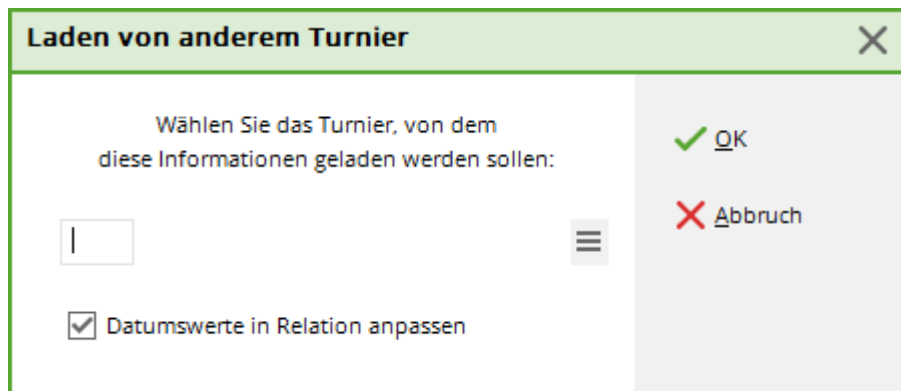 Laden von anderem Turnier
Wählen Sie das Turnier, von dem
diese Informationen geladen werden sollen:
OK
Abbruch
Datumswerte in Relation anpassen